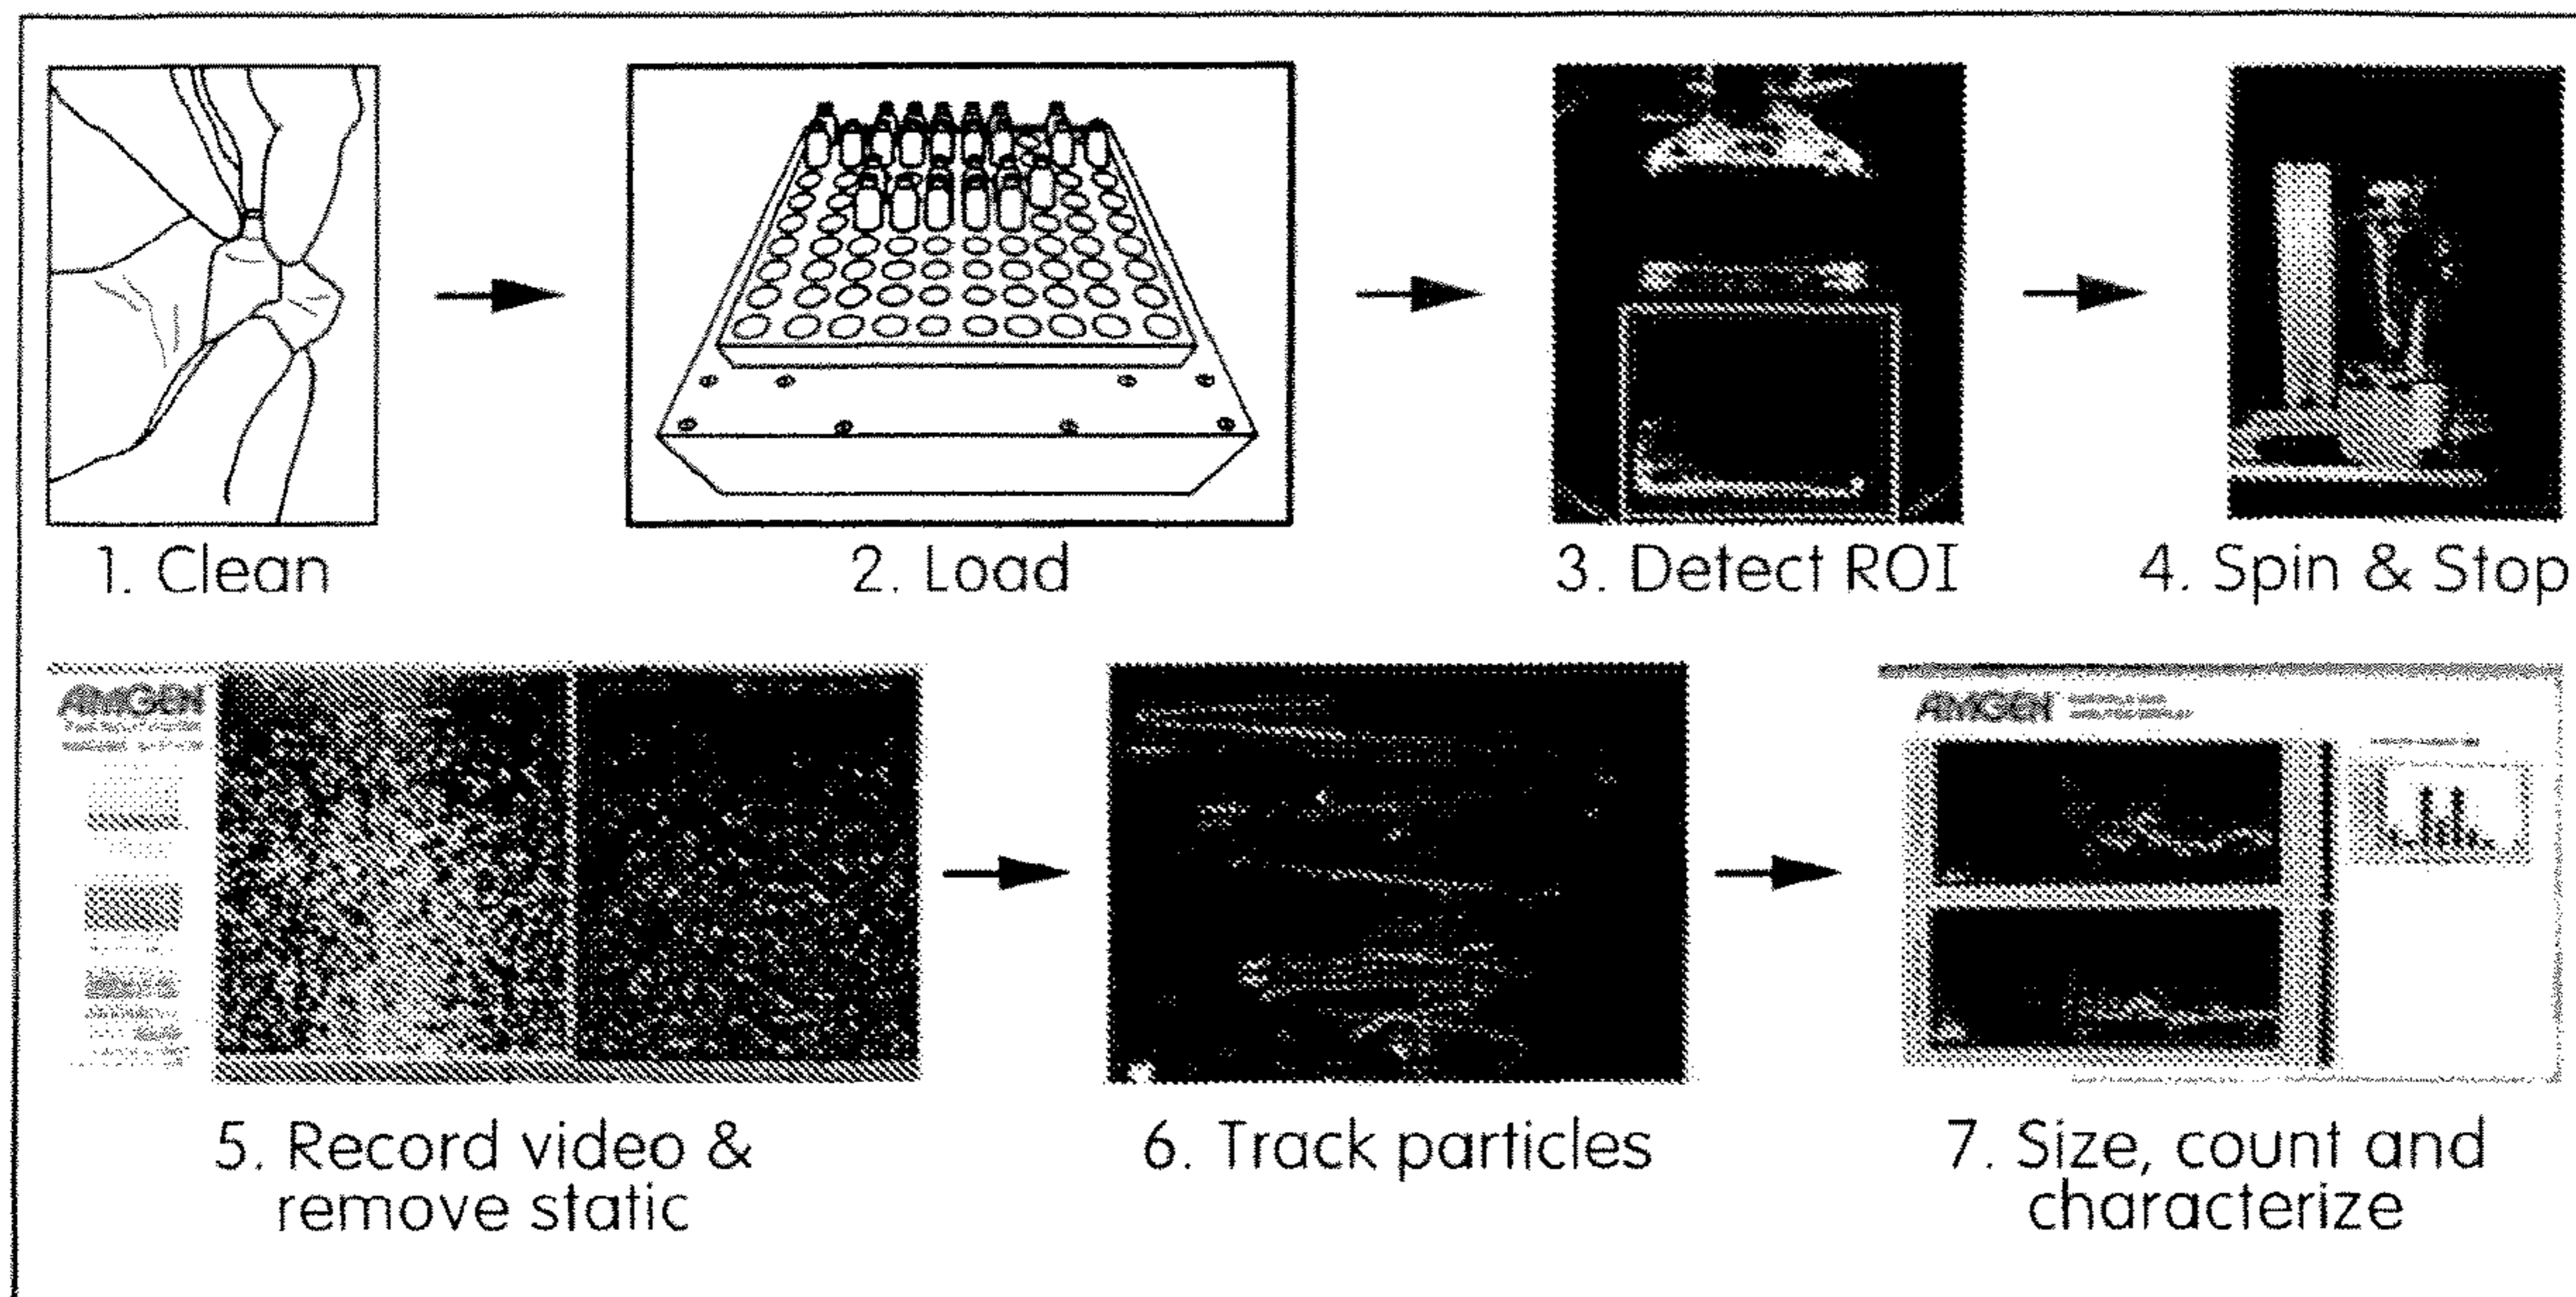 1. Clean
2. Load
3. Detect ROI
4. Spin & Stop
AMGEN
AMGEN
5. Record video &
remove static
6. Track particles
7. Size, count and
characterize